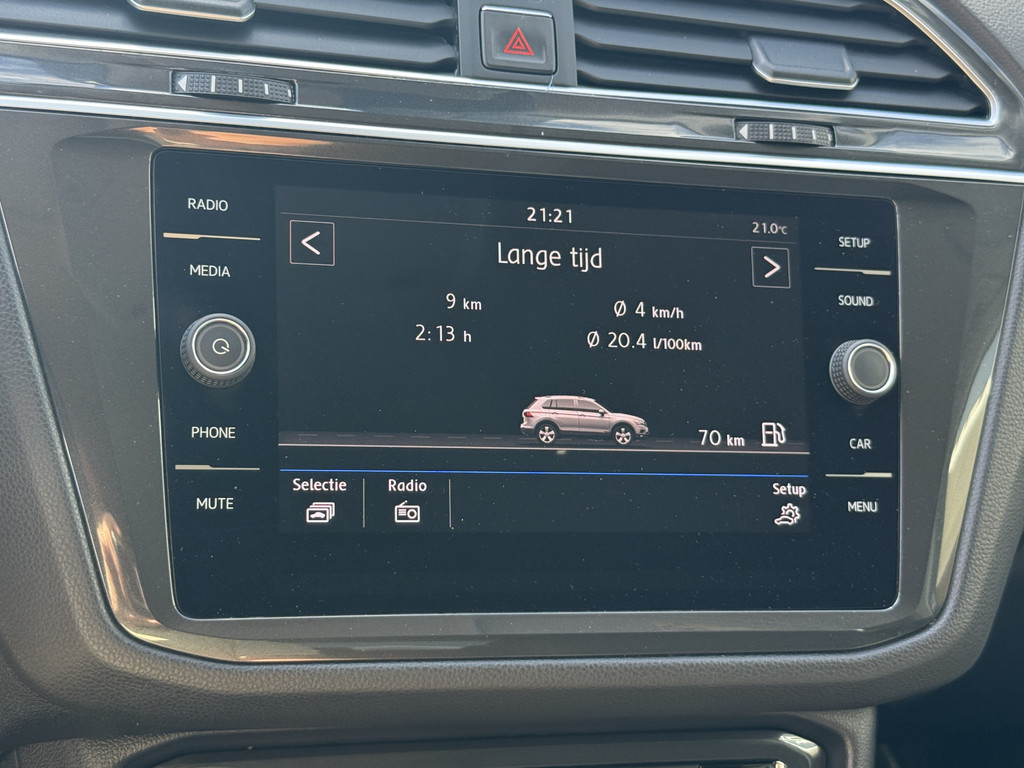 RADIO
MEDIA
PHONE
MUTE
21:21
21.0°C
<
Lange tijd
>
9 km
Ø 4 km/h
2:13 h
Ø 20.4 l/100km
70 km
Selectie
Radio
Setup
SETUP
SOUND
CAR
MENU